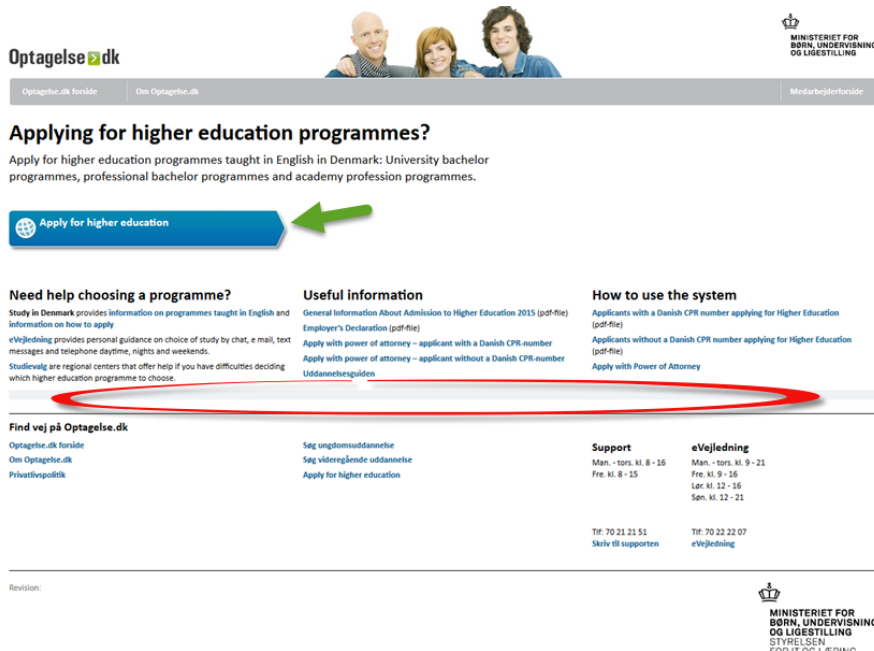 Optagelse dk
MINISTERIET FOR
BØRN, UNDERVISNING
OG LIGESTILLING
Optagelse.dk forside
Om Optagelse.dk
Medarbejderforside
Applying for higher education programmes?
Apply for higher education programmes taught in English in Denmark: University bachelor
programmes, professional bachelor programmes and academy profession programmes.
Apply for higher education
Need help choosing a programme?
Study in Denmark provides information on programmes taught in English and
information on how to apply
eVejledning provides personal guidance on choice of study by chat, e mail, text
messages and telephone daytime, nights and weekends.
Studievalg are regional centers that offer help if you have difficulties deciding
which higher education programme to choose.
Useful information
General Information About Admission to Higher Education 2015 (pdf-file)
Employer's Declaration (pdf-file)
Apply with power of attorney – applicant with a Danish CPR-number
Apply with power of attorney – applicant without a Danish CPR-number
Uddannelsesguiden
How to use the system
Applicants with a Danish CPR number applying for Higher Education
(pdf-file)
Applicants without a Danish CPR number applying for Higher Education
(pdf-file)
Apply with Power of Attorney
Find vej på Optagelse.dk
Optagelse.dk forside
Om Optagelse.dk
Privatlivspolitik
Søg ungdomsuddannelse
Søg videregående uddannelse
Apply for higher education
Support
Man. - tors. kl. 8 - 16
Fre. kl. 8 - 15
Tlf: 70 21 21 51
Skriv til supporten
eVejledning
Man. - tors. kl. 9 - 21
Fre. kl. 9 - 16
Lør. kl. 12 - 16
Søn. kl. 12 - 21
Tlf: 70 22 22 07
eVejledning
Revision:
MINISTERIET FOR
BØRN, UNDERVISNING
OG LIGESTILLING
STYRELSEN
FOR IT OG LÆRING